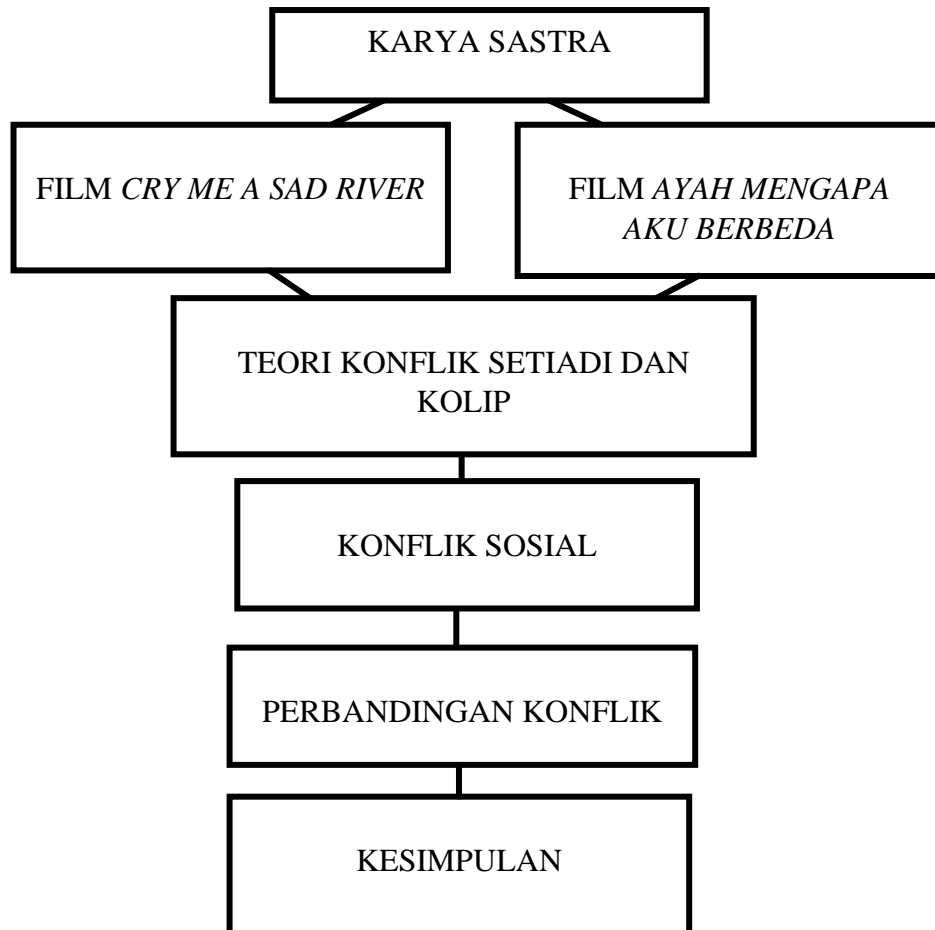 KARYA SASTRA
FILM CRY ME A SAD RIVER
FILM AYAH MENGAPA
AKU BERBEDA
TEORI KONFLIK SETIADI DAN
KOLIP
KONFLIK SOSIAL
PERBANDINGAN KONFLIK
KESIMPULAN